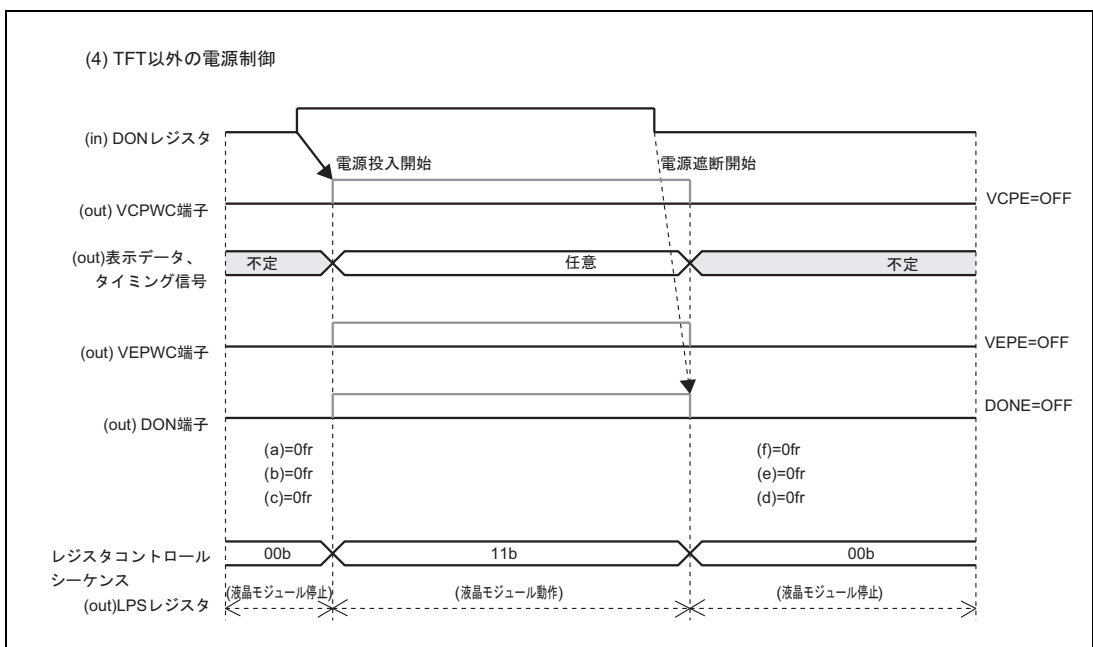 (4) TFT以外の電源制御
(in) DONレジスタ
電源投入開始
電源遮断開始
(out) VCPWC端子
VCPE=OFF
(out)表示データ、
タイミング信号
不定
任意
不定
(out) VEPWC端子
VEPE=OFF
(out) DON端子
DONE=OFF
(a)=0fr
(b)=0fr
(c)=0fr
(f)=0fr
(e)=0fr
(d)=0fr
レジスタコントロール
シーケンス
(out)LPSレジスタ
00b
11b
00b
(液晶モジュール停止)
(液晶モジュール動作)
(液晶モジュール停止)